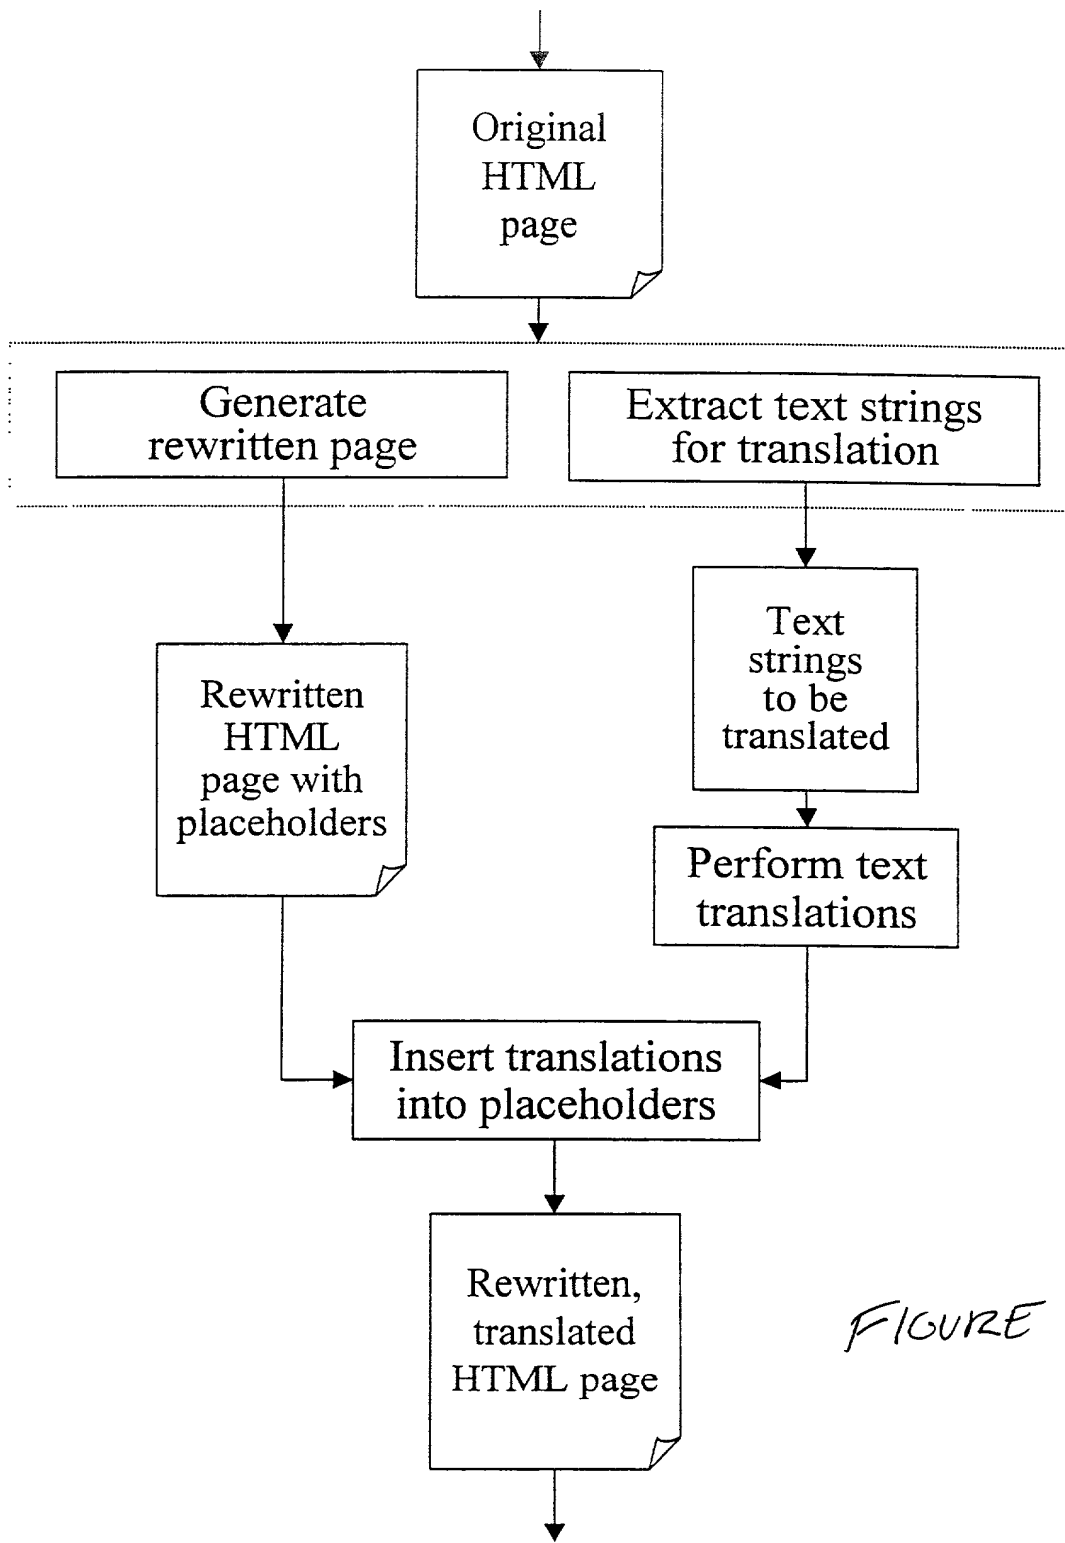 Original
HTML
page
Generate
rewritten page
Extract text strings
for translation
Text
strings
to be
translated
Rewritten
HTML
page with
placeholders
Perform text
translations
Insert translations
into placeholders
Rewritten,
translated
HTML page
FIGURE